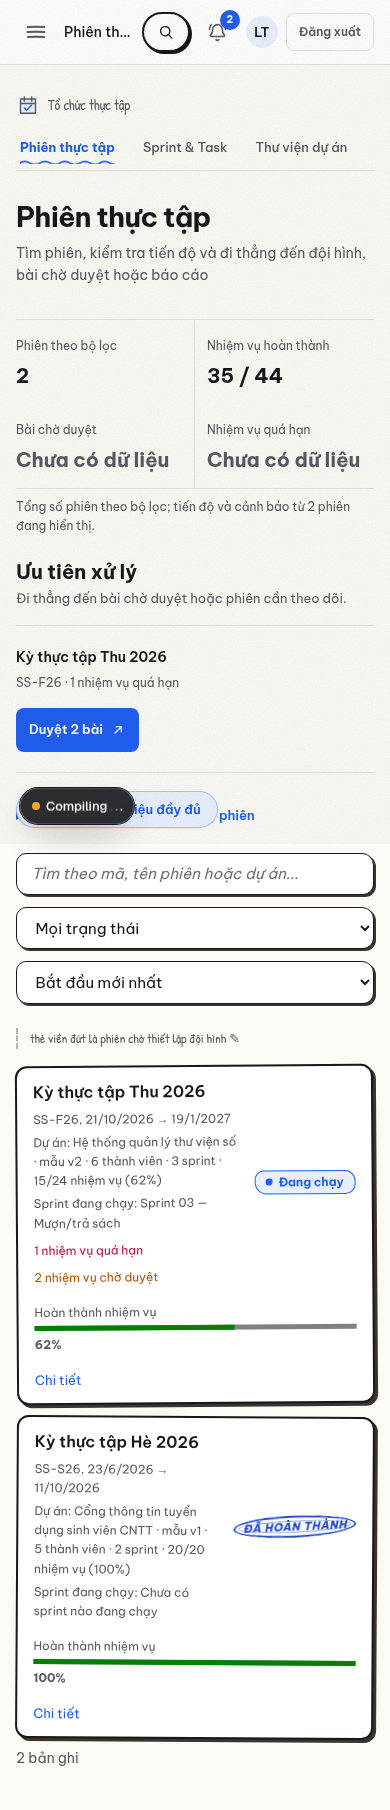 Phiên th...
2
LT
Đăng xuất
Tổ chức thực tập
Phiên thực tập
Sprint & Task
Thư viện dự án
Phiên thực tập
Tìm phiên, kiểm tra tiến độ và đi thẳng đến đội hình,
bài chờ duyệt hoặc báo cáo
Phiên theo bộ lọc
2
Nhiệm vụ hoàn thành
35 / 44
Bài chờ duyệt
Chưa có dữ liệu
Nhiệm vụ quá hạn
Chưa có dữ liệu
Tổng số phiên theo bộ lọc; tiến độ và cảnh báo từ 2 phiên
đang hiển thị.
Ưu tiên xử lý
Đi thẳng đến bài chờ duyệt hoặc phiên cần theo dõi.
Kỳ thực tập Thu 2026
SS-F26 · 1 nhiệm vụ quá hạn
Duyệt 2 bài
Compiling ...
liệu đầy đủ
phiên
Tìm theo mã, tên phiên hoặc dự án...
Mọi trạng thái
Bắt đầu mới nhất
thẻ viền đứt là phiên chờ thiết lập đội hình ✎
Kỳ thực tập Thu 2026
SS-F26, 21/10/2026 → 19/1/2027
Dự án: Hệ thống quản lý thư viện số
· mẫu v2 · 6 thành viên · 3 sprint ·
15/24 nhiệm vụ (62%)
Sprint đang chạy: Sprint 03 —
Mượn/trả sách
Đang chạy
1 nhiệm vụ quá hạn
2 nhiệm vụ chờ duyệt
Hoàn thành nhiệm vụ
62%
Chi tiết
Kỳ thực tập Hè 2026
SS-S26, 23/6/2026 →
11/10/2026
Dự án: Cổng thông tin tuyển
dụng sinh viên CNTT · mẫu v1 ·
5 thành viên · 2 sprint · 20/20
nhiệm vụ (100%)
Sprint đang chạy: Chưa có
sprint nào đang chạy
ĐÃ HOÀN THÀNH
Hoàn thành nhiệm vụ
100%
Chi tiết
2 bản ghi